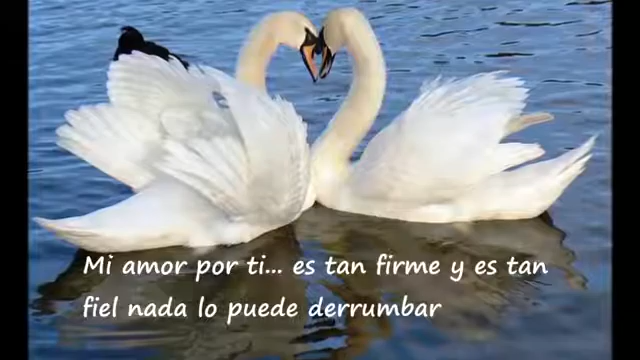 Mi amor por ti... es tan firme y es tan
fiel nada lo puede derrumbar